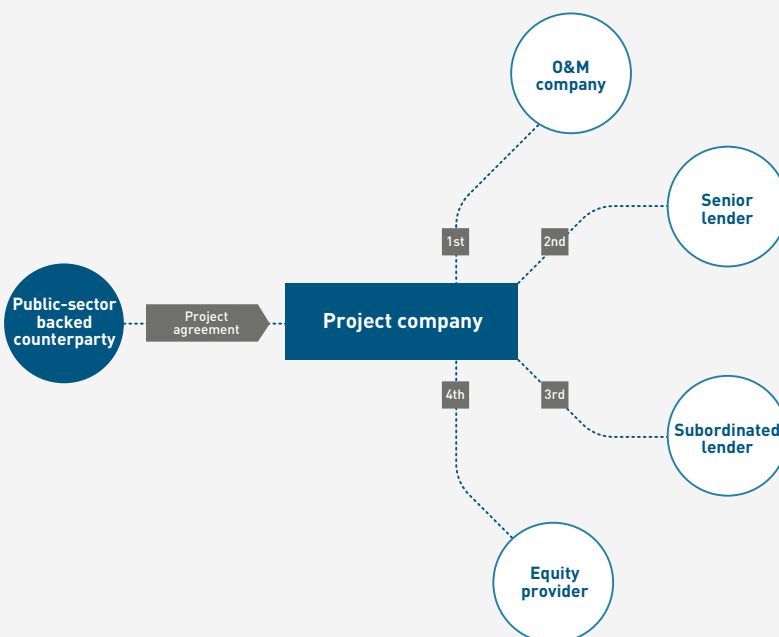 O&M
company
Senior
lender
1st
2nd
Public-sector
backed
counterparty
Project
agreement
Project company
4th
3rd
Subordinated
lender
Equity
provider